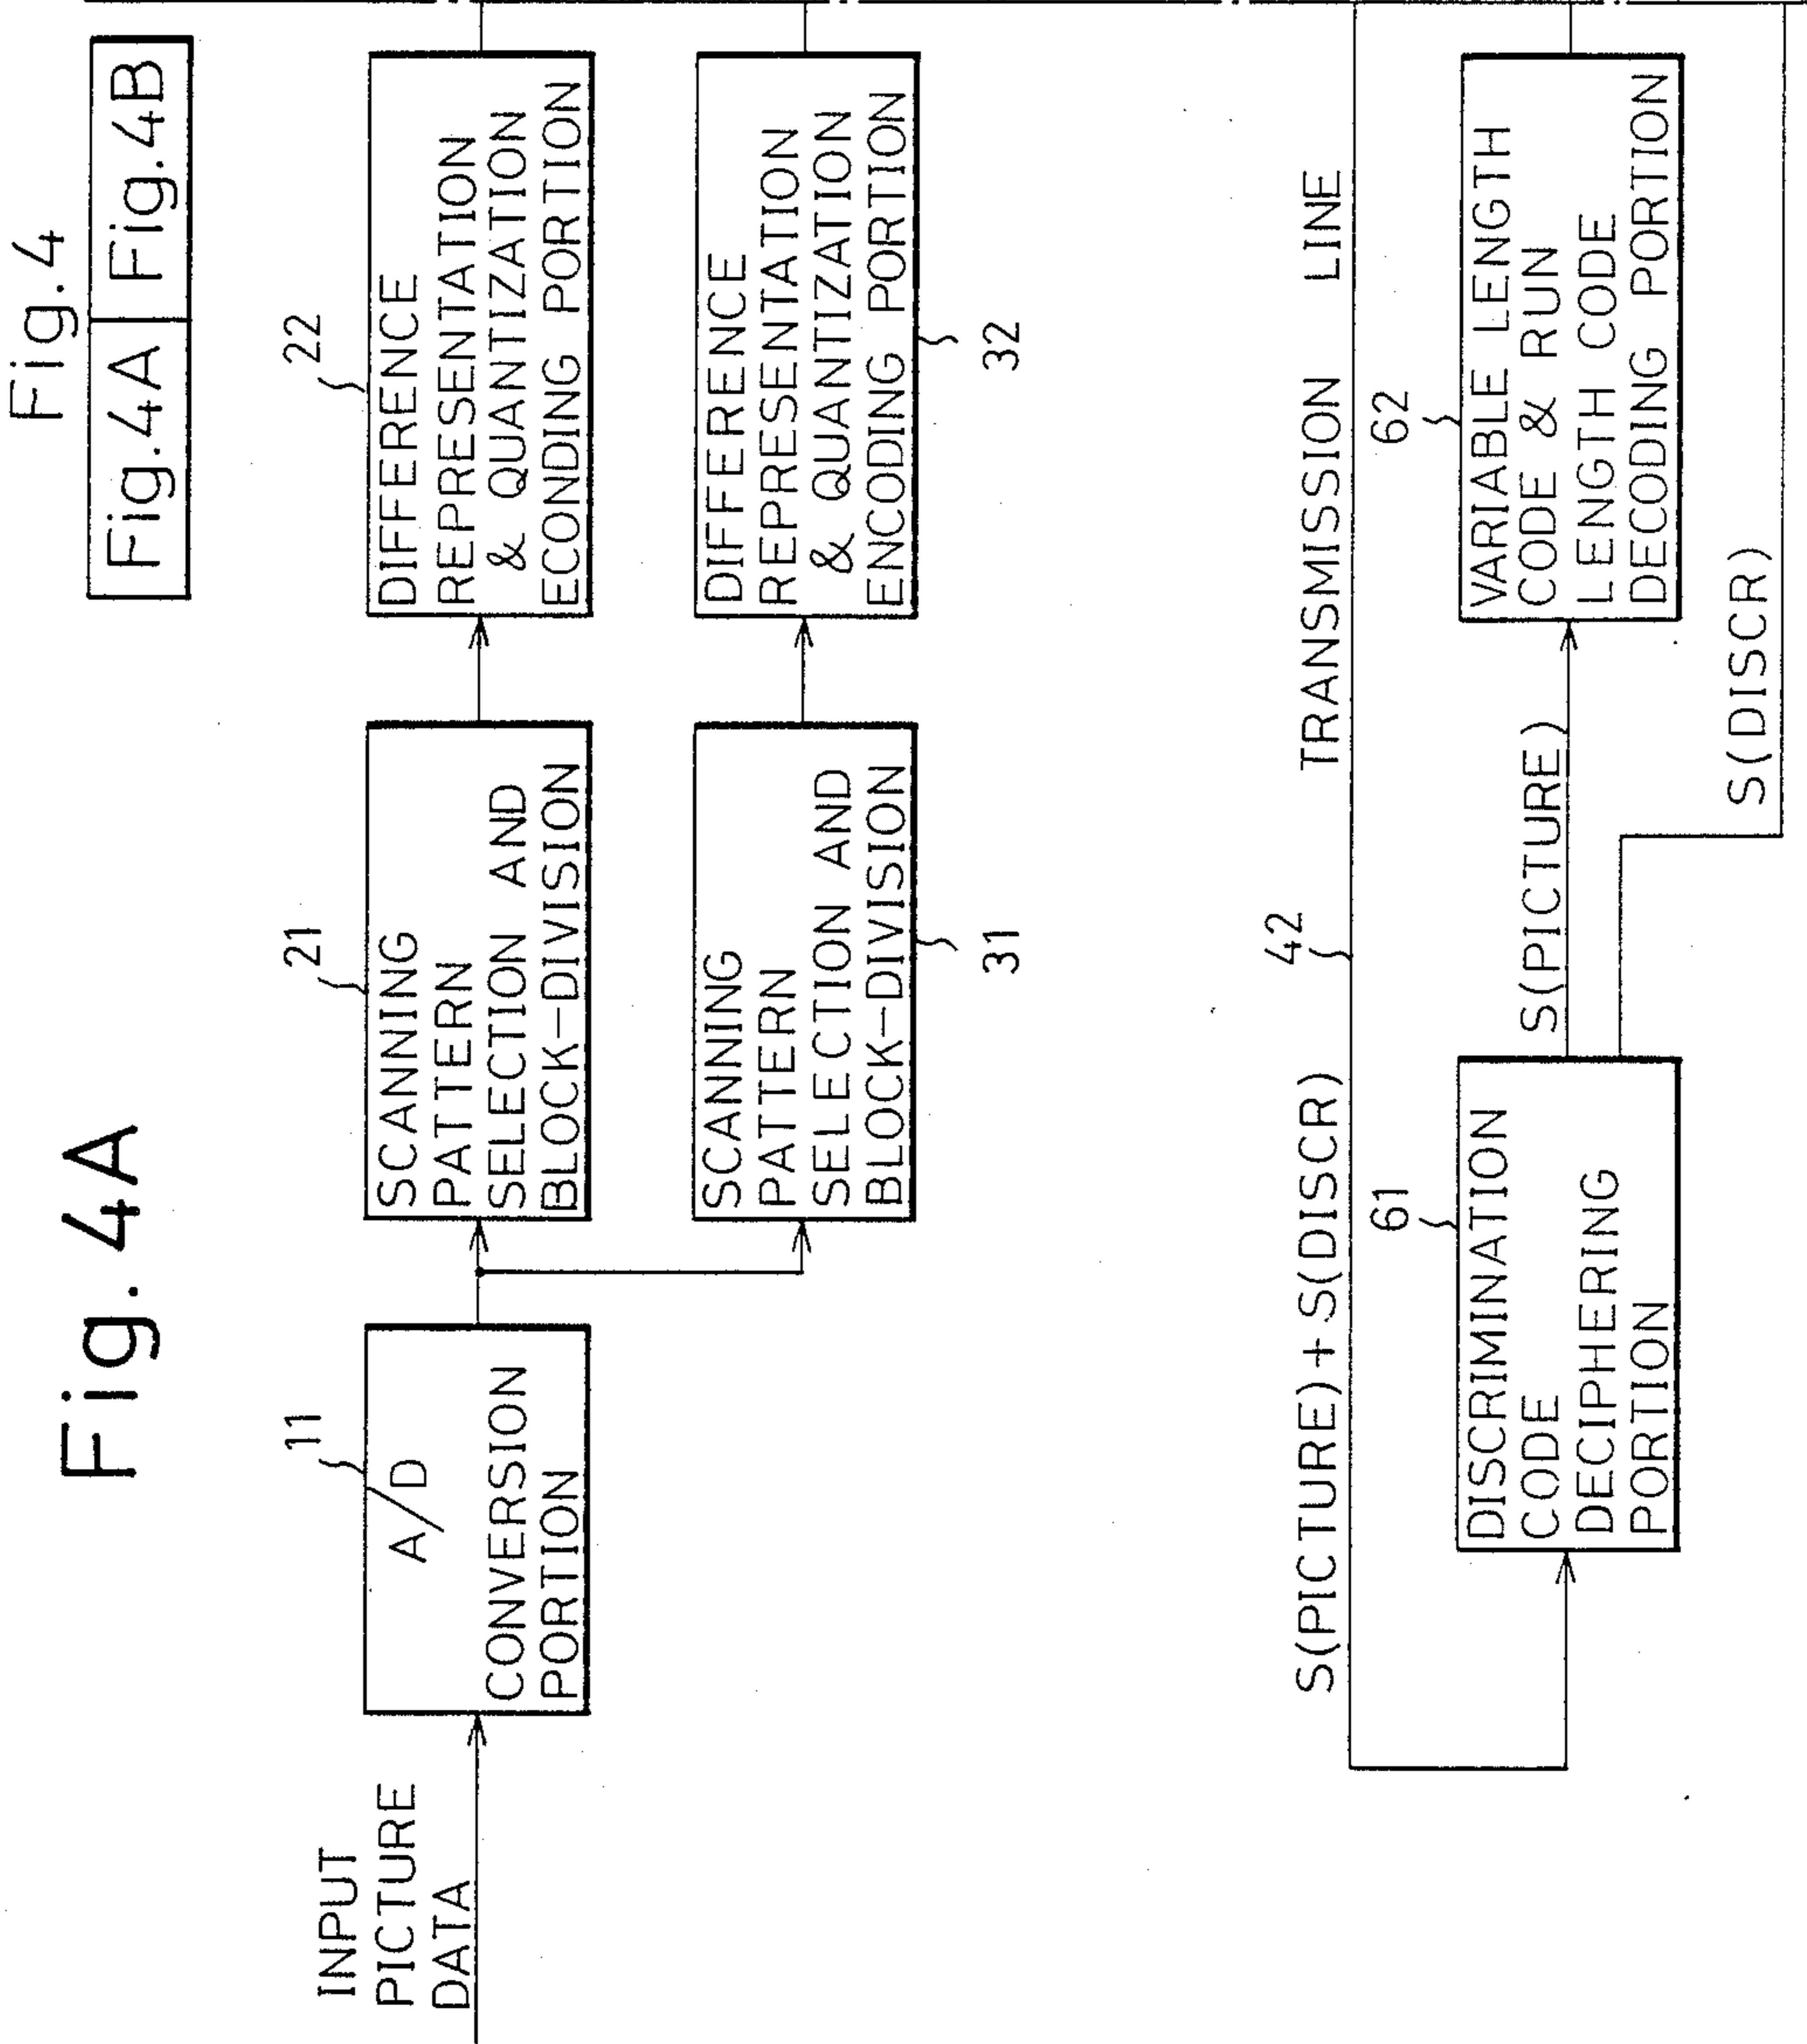 Fig. 4A
Fig. 4
Fig. 4A
Fig. 4B
INPUT
PICTURE
DATA
11
A/D
CONVERSION
PORTION
21
SCANNING
PATTERN
SELECTION AND
BLOCK-DIVISION
22
DIFFERENCE
REPRESENTATION
& QUANTIZATION
ECONDING PORTION
SCANNING
PATTERN
SELECTION AND
BLOCK-DIVISION
31
DIFFERENCE
REPRESENTATION
& QUANTIZATION
ENCODING PORTION
32
S(PICTURE)+S(DISCR)
42
TRANSMISSION LINE
61
DISCRIMINATION
CODE
DECIPHERING
PORTION
S(PICTURE)
62
VARIABLE LENGTH
CODE & RUN
LENGTH CODE
DECODING PORTION
S(DISCR)